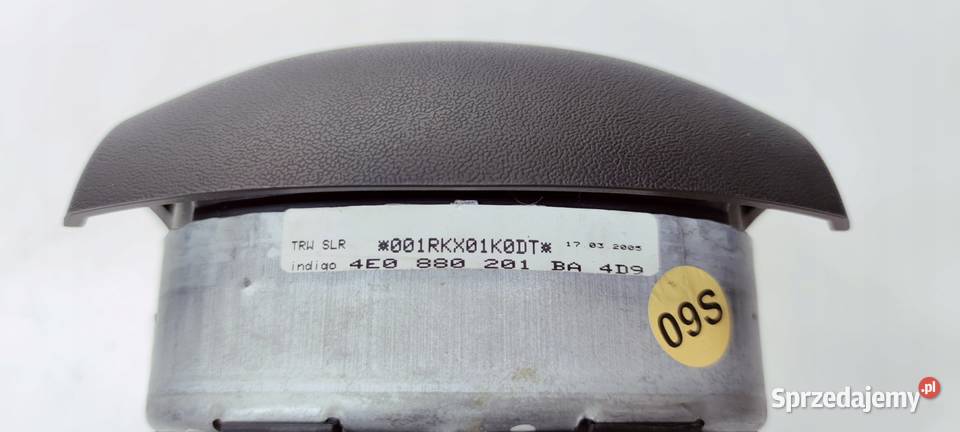 TRW SLR *001RKX01K0DT* 17 03 2005
indigo 4E0 880 201 BA 4D9
09S
Sprzedajemy.pl